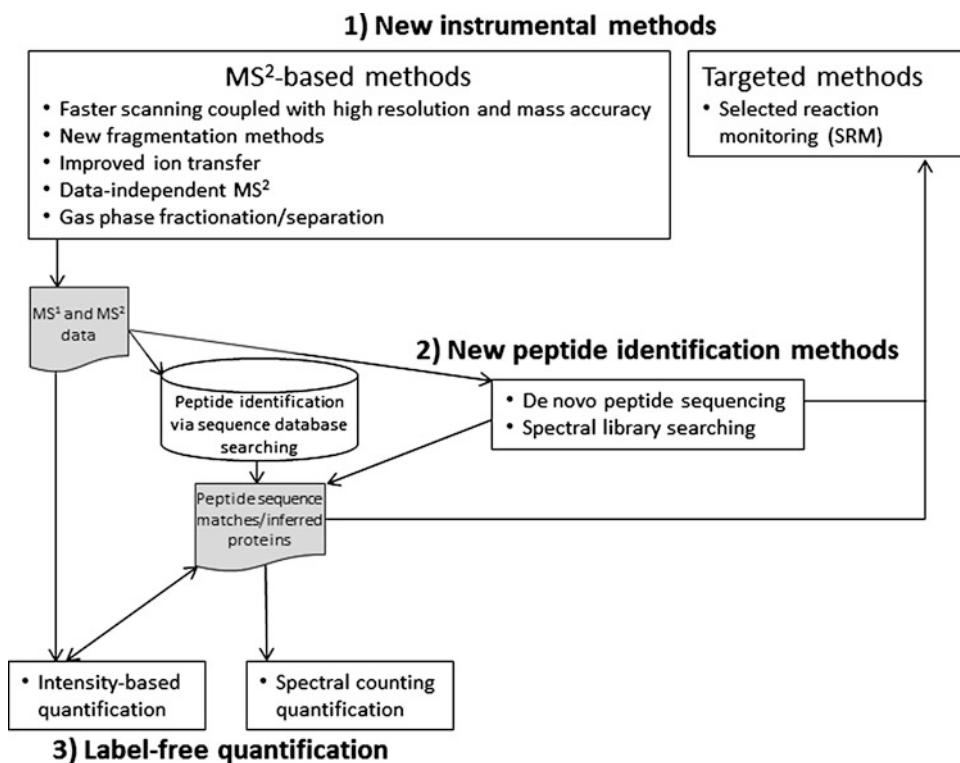 1) New instrumental methods
MS²-based methods
• Faster scanning coupled with high resolution and mass accuracy
• New fragmentation methods
• Improved ion transfer
• Data-independent MS²
• Gas phase fractionation/separation
Targeted methods
• Selected reaction
monitoring (SRM)
MS¹ and MS²
data
2) New peptide identification methods
Peptide identification
via sequence database
searching
• De novo peptide sequencing
• Spectral library searching
Peptide sequence
matches/inferred
proteins
• Intensity-based
quantification
• Spectral counting
quantification
3) Label-free quantification